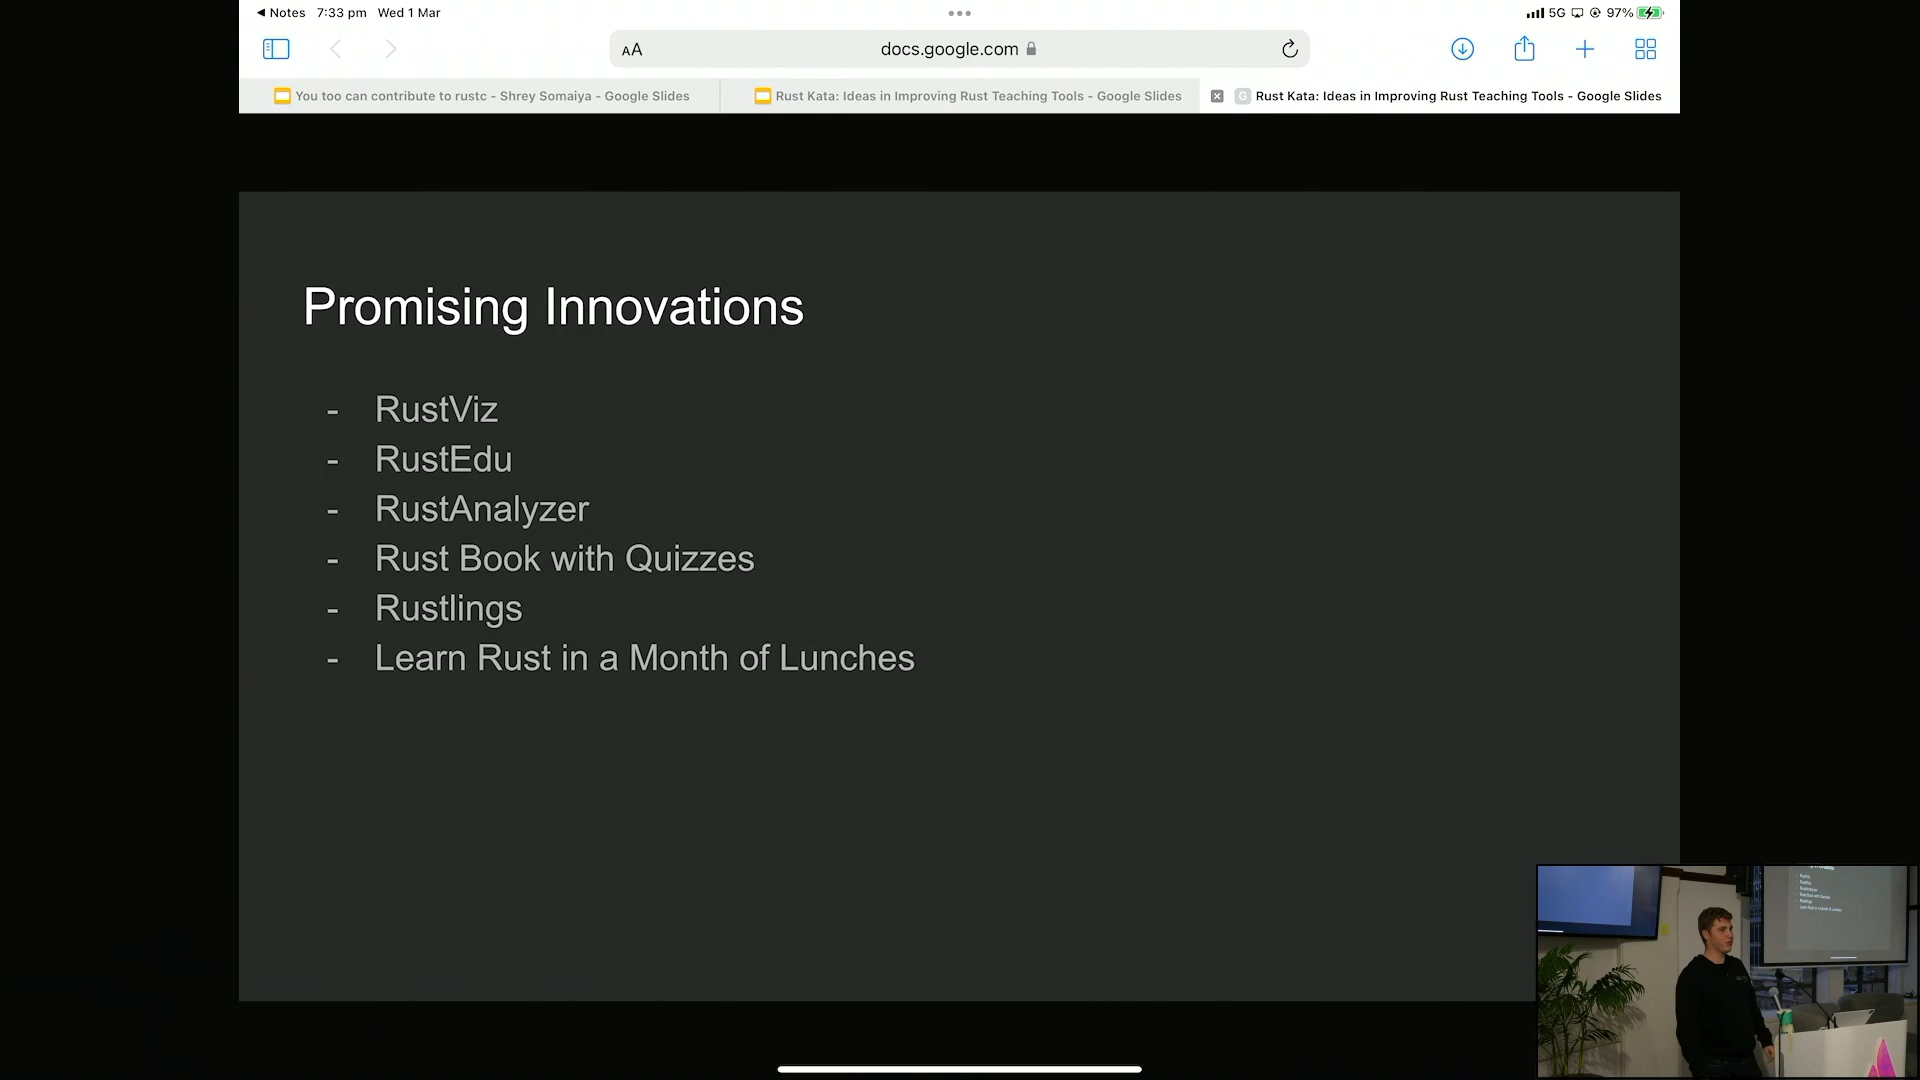 Notes 7:33 pm Wed 1 Mar
5G 97%
AA docs.google.com
You too can contribute to rustc - Shrey Somaiya - Google Slides
Rust Kata: Ideas in Improving Rust Teaching Tools - Google Slides
G Rust Kata: Ideas in Improving Rust Teaching Tools - Google Slides
Promising Innovations
- RustViz
- RustEdu
- RustAnalyzer
- Rust Book with Quizzes
- Rustlings
- Learn Rust in a Month of Lunches